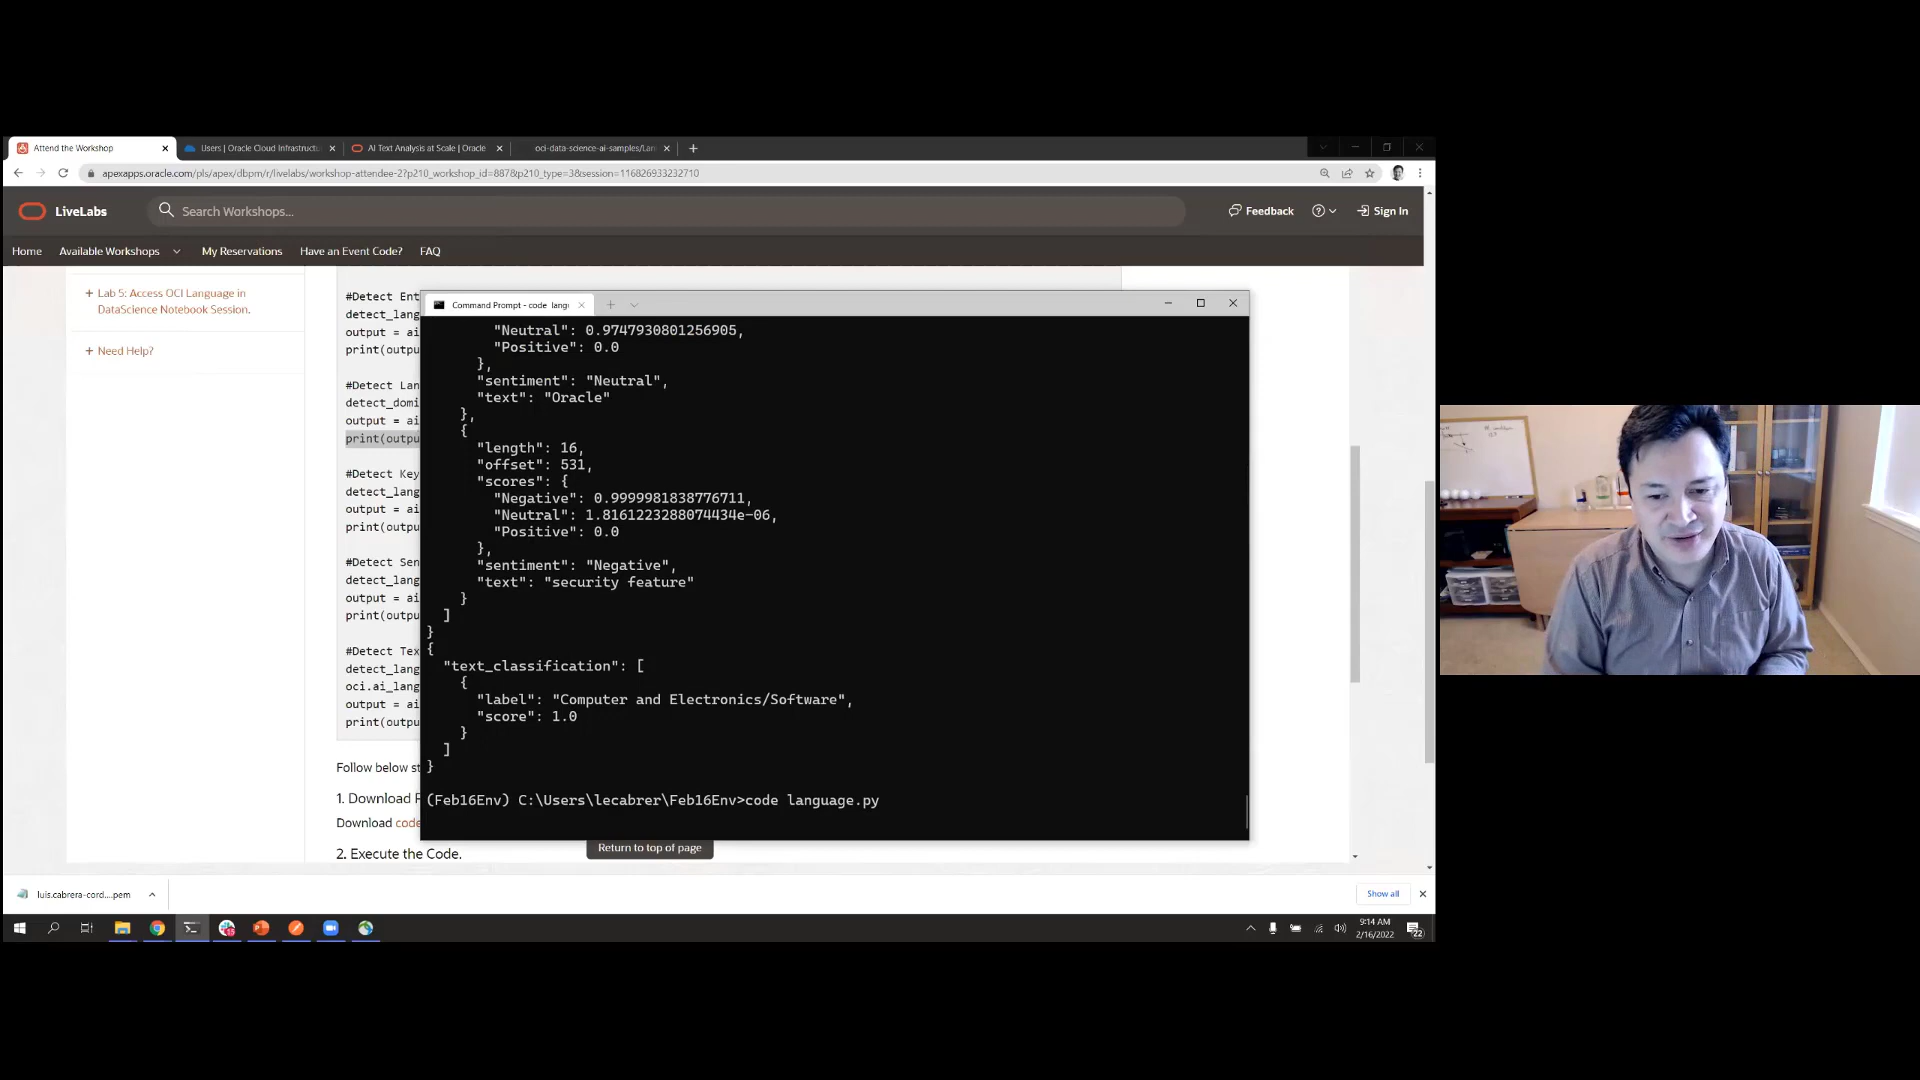 Attend the Workshop
Users | Oracle Cloud Infrastructu
AI Text Analysis at Scale | Oracle
oci-data-science-ai-samples/Lan
apexapps.oracle.com/pls/apex/dbpm/r/livelabs/workshop-attendee-2?p210_workshop_id=887&p210_type=3&session=116826933232710
LiveLabs
Search Workshops...
Feedback
Sign In
Home
Available Workshops
My Reservations
Have an Event Code?
FAQ
+ Lab 5: Access OCI Language in
DataScience Notebook Session.
+ Need Help?
#Detect Ent
detect_lang
output = ai
print(outpu
#Detect Lan
detect_domi
output = ai
print(outpu
#Detect Key
detect_lang
output = ai
print(outpu
#Detect Sen
detect_lang
output = ai
print(outpu
#Detect Tex
detect_lang
oci.ai_lang
output = ai
print(outpu
Follow below st
1. Download F
Download code
2. Execute the Code.
Command Prompt - code lang
"Neutral": 0.9747930801256905,
"Positive": 0.0
},
"sentiment": "Neutral",
"text": "Oracle"
},
{
"length": 16,
"offset": 531,
"scores": {
"Negative": 0.9999981838776711,
"Neutral": 1.8161223288074434e-06,
"Positive": 0.0
},
"sentiment": "Negative",
"text": "security feature"
}
]
}
{
"text_classification": [
{
"label": "Computer and Electronics/Software",
"score": 1.0
}
]
}
(Feb16Env) C:\Users\lecabrer\Feb16Env>code language.py
Return to top of page
luis.cabrera-cord....pem
Show all
9:14 AM
2/16/2022
22